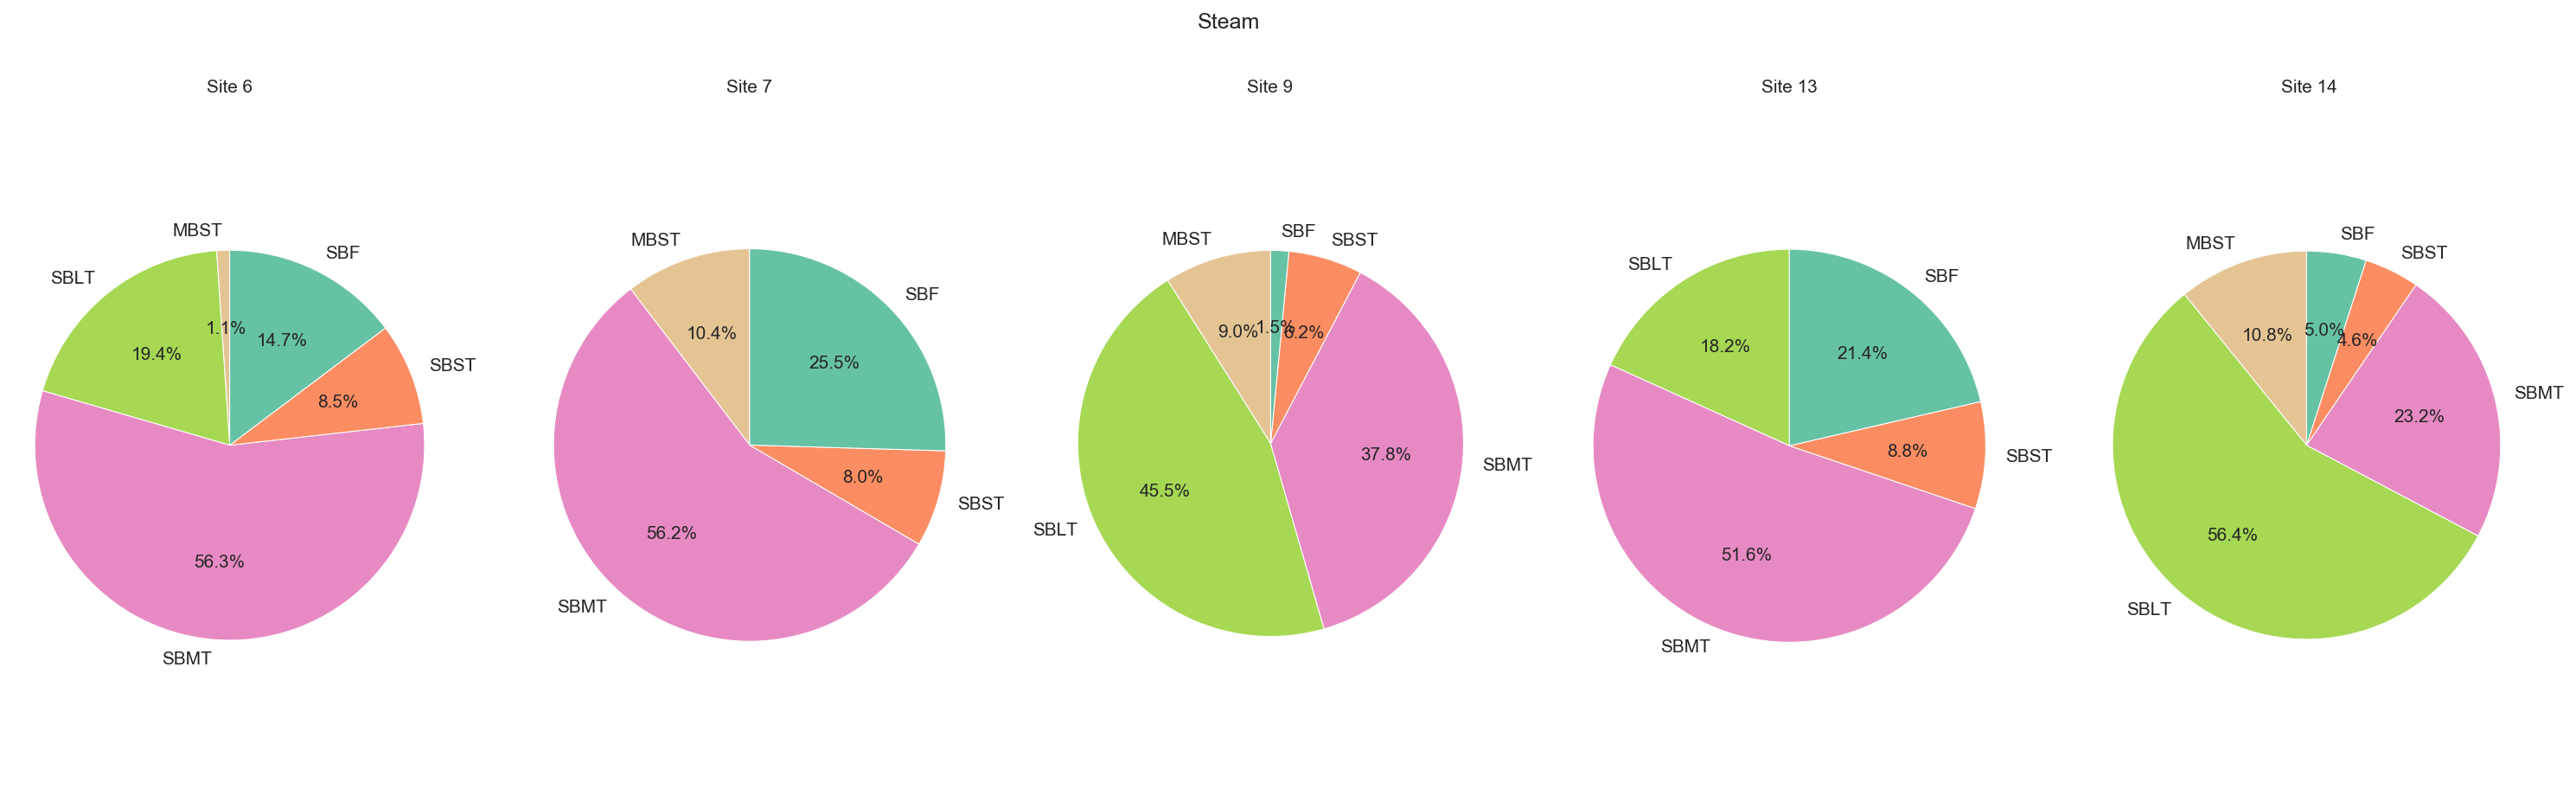 Steam
Site 6
MBST
SBF
SBLT
SBST
1.1%
14.7%
19.4%
8.5%
56.3%
SBMT
Site 7
MBST
SBF
10.4%
25.5%
8.0%
SBST
56.2%
SBMT
Site 9
SBF
MBST
SBST
9.0%
1.5%
6.2%
37.8%
SBMT
45.5%
SBLT
Site 13
SBLT
SBF
18.2%
21.4%
8.8%
SBST
51.6%
SBMT
Site 14
SBF
MBST
SBST
10.8%
5.0%
4.6%
SBMT
23.2%
56.4%
SBLT